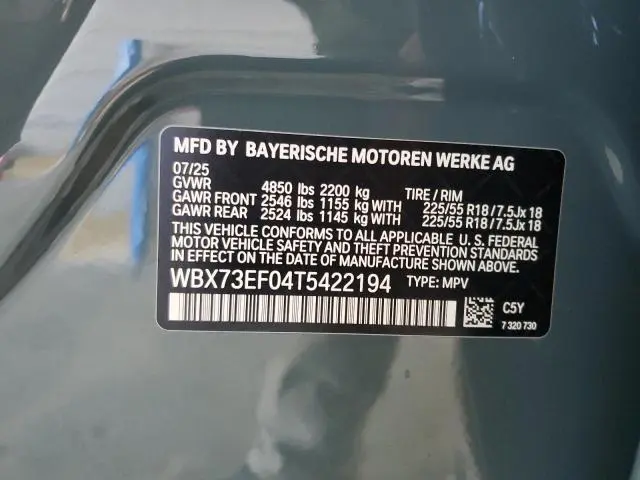 MFD BY BAYERISCHE MOTOREN WERKE AG
07/25
GVWR 4850 lbs 2200 kg TIRE / RIM
GAWR FRONT 2546 lbs 1155 kg WITH 225/55 R18 / 7.5Jx 18
GAWR REAR 2524 lbs 1145 kg WITH 225/55 R18 / 7.5Jx 18
THIS VEHICLE CONFORMS TO ALL APPLICABLE U. S. FEDERAL
MOTOR VEHICLE SAFETY AND THEFT PREVENTION STANDARDS
IN EFFECT ON THE DATE OF MANUFACTURE SHOWN ABOVE.
WBX73EF04T5422194 TYPE: MPV
C5Y
7 320 730